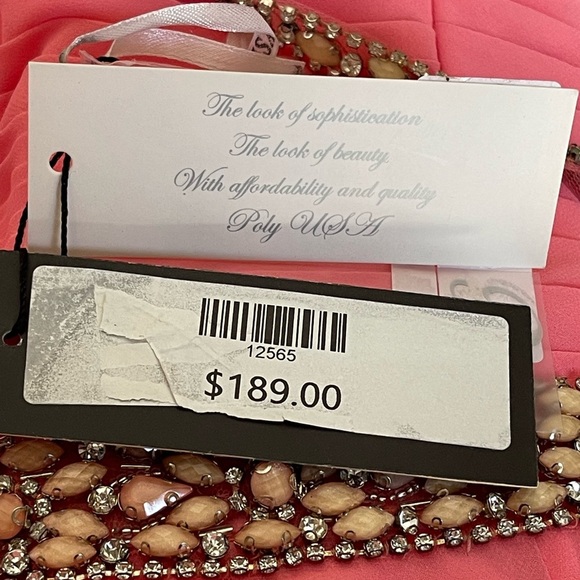 The look of sophistication
The look of beauty
With affordability and quality
Poly USA
12565
$189.00